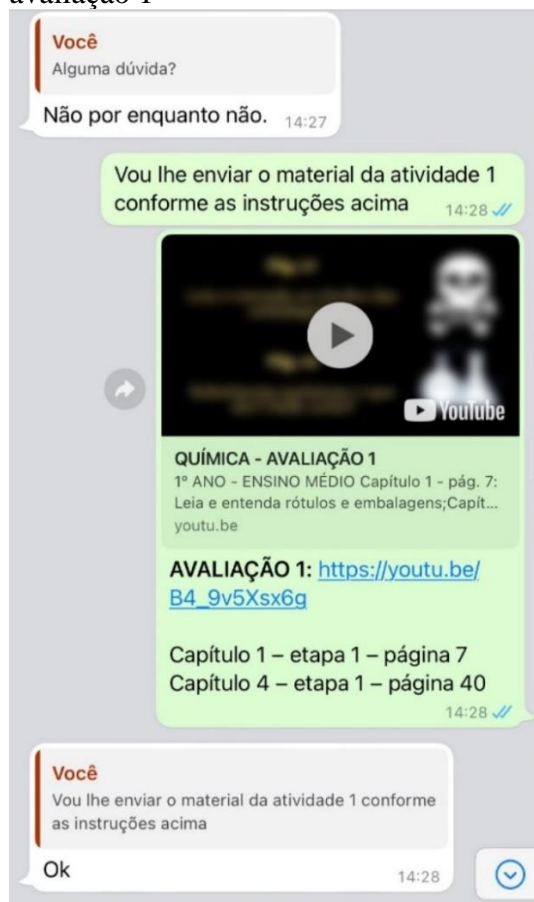 avaliação 1
Você
Alguma dúvida?
Não por enquanto não. 14:27
Vou lhe enviar o material da atividade 1
conforme as instruções acima 14:28
YouTube
QUÍMICA - AVALIAÇÃO 1
1º ANO - ENSINO MÉDIO Capítulo 1 - pág. 7:
Leia e entenda rótulos e embalagens;Capít...
youtu.be
AVALIAÇÃO 1: https://youtu.be/
B4_9v5Xsx6g
Capítulo 1 – etapa 1 – página 7
Capítulo 4 – etapa 1 – página 40
14:28
Você
Vou lhe enviar o material da atividade 1 conforme
as instruções acima
Ok 14:28